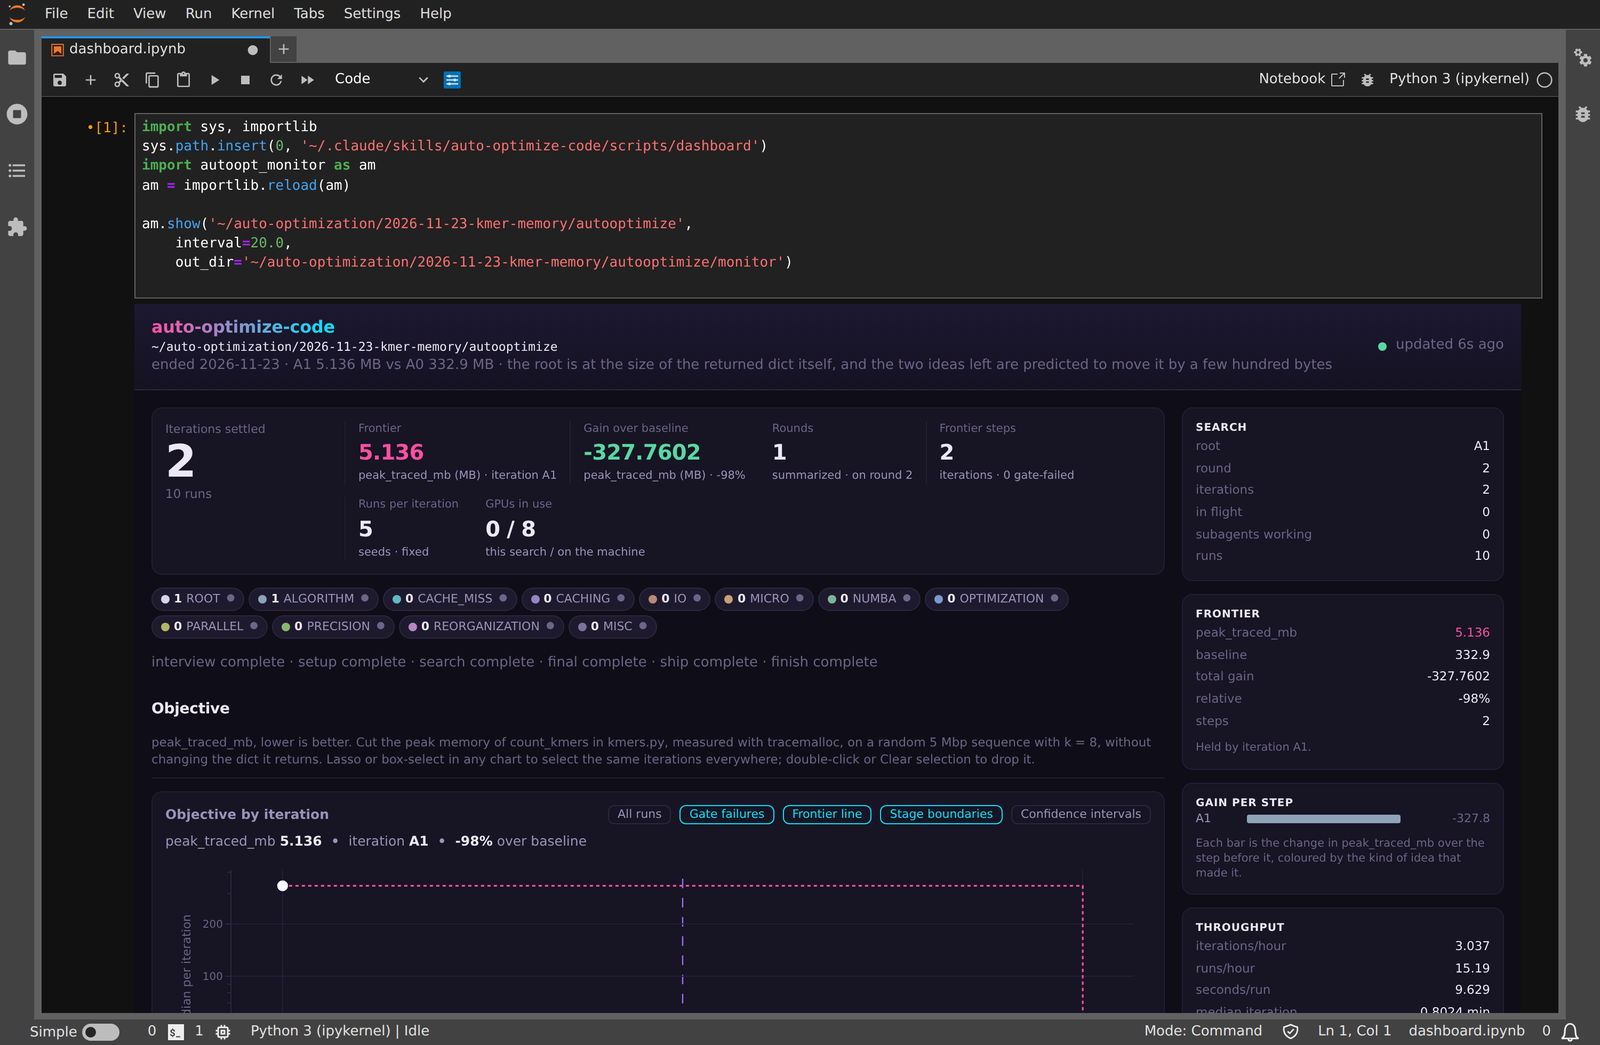 File Edit View Run Kernel Tabs Settings Help
dashboard.ipynb
Code
Notebook
Python 3 (ipykernel)
[1]:
import sys, importlib
sys.path.insert(0, '~/.claude/skills/auto-optimize-code/scripts/dashboard')
import autoopt_monitor as am
am = importlib.reload(am)
am.show('~/auto-optimization/2026-11-23-kmer-memory/autooptimize',
interval=20.0,
out_dir='~/auto-optimization/2026-11-23-kmer-memory/autooptimize/monitor')
auto-optimize-code
~/auto-optimization/2026-11-23-kmer-memory/autooptimize
ended 2026-11-23 · A1 5.136 MB vs A0 332.9 MB · the root is at the size of the returned dict itself, and the two ideas left are predicted to move it by a few hundred bytes
updated 6s ago
Iterations settled
2
10 runs
Frontier
5.136
peak_traced_mb (MB) · iteration A1
Gain over baseline
-327.7602
peak_traced_mb (MB) · -98%
Rounds
1
summarized · on round 2
Frontier steps
2
iterations · 0 gate-failed
Runs per iteration
5
seeds · fixed
GPUs in use
0 / 8
this search / on the machine
1 ROOT
1 ALGORITHM
0 CACHE_MISS
0 CACHING
0 IO
0 MICRO
0 NUMBA
0 OPTIMIZATION
0 PARALLEL
0 PRECISION
0 REORGANIZATION
0 MISC
interview complete · setup complete · search complete · final complete · ship complete · finish complete
Objective
peak_traced_mb, lower is better. Cut the peak memory of count_kmers in kmers.py, measured with tracemalloc, on a random 5 Mbp sequence with k = 8, without
changing the dict it returns. Lasso or box-select in any chart to select the same iterations everywhere; double-click or Clear selection to drop it.
Objective by iteration
All runs
Gate failures
Frontier line
Stage boundaries
Confidence intervals
peak_traced_mb 5.136 • iteration A1 • -98% over baseline
200
100
dian per iteration
SEARCH
root A1
round 2
iterations 2
in flight 0
subagents working 0
runs 10
FRONTIER
peak_traced_mb 5.136
baseline 332.9
total gain -327.7602
relative -98%
steps 2
Held by iteration A1.
GAIN PER STEP
A1 -327.8
Each bar is the change in peak_traced_mb over the
step before it, coloured by the kind of idea that
made it.
THROUGHPUT
iterations/hour 3.037
runs/hour 15.19
seconds/run 9.629
median iteration 0.8024 min
Simple
0
1
Python 3 (ipykernel) | Idle
Mode: Command
Ln 1, Col 1
dashboard.ipynb
0